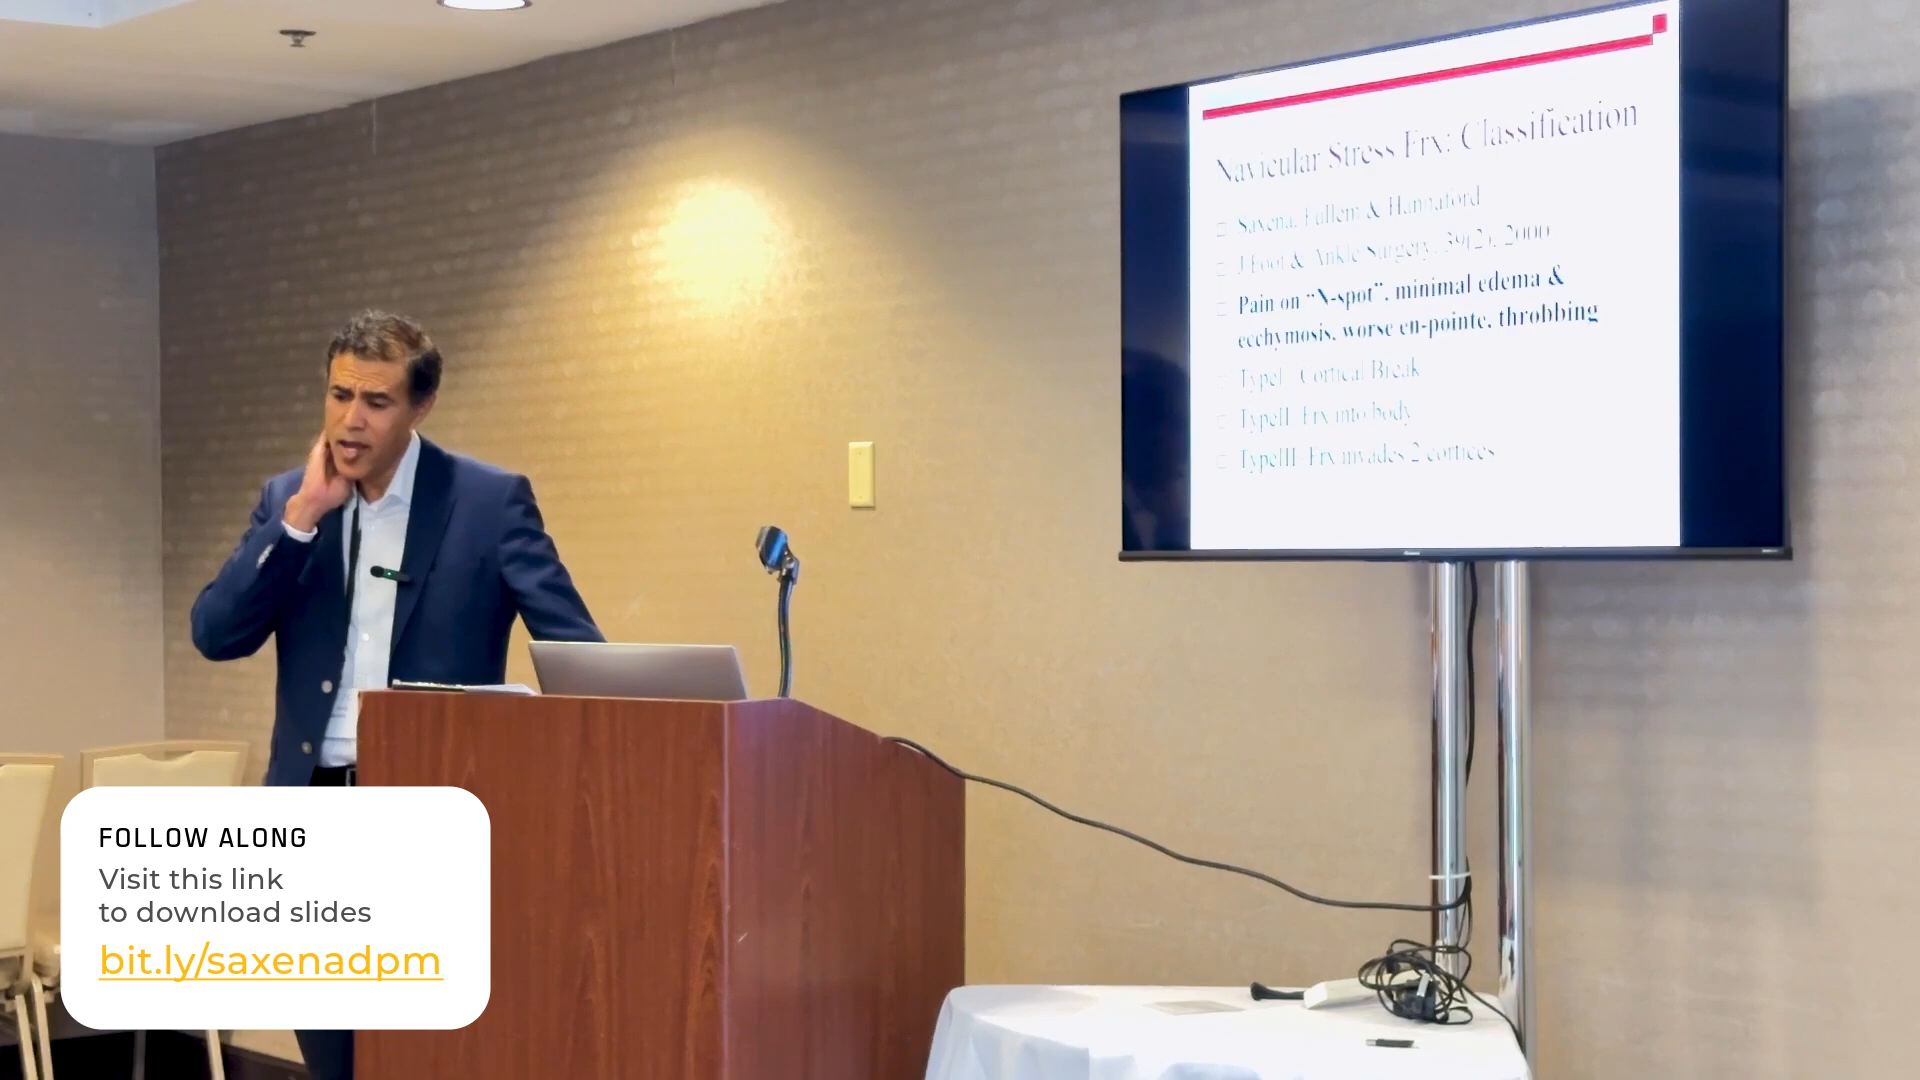 Navicular Stress Frx: Classification
Saxena, Fullem & Hannaford
J Foot & Ankle Surgery, 39(2), 2000
Pain on “N-spot”, minimal edema &
ecchymosis, worse en-pointe, throbbing
TypeI Cortical Break
TypeII Frx into body
TypeIII Frx invades 2 cortices
FOLLOW ALONG
Visit this link
to download slides
bit.ly/saxenadpm